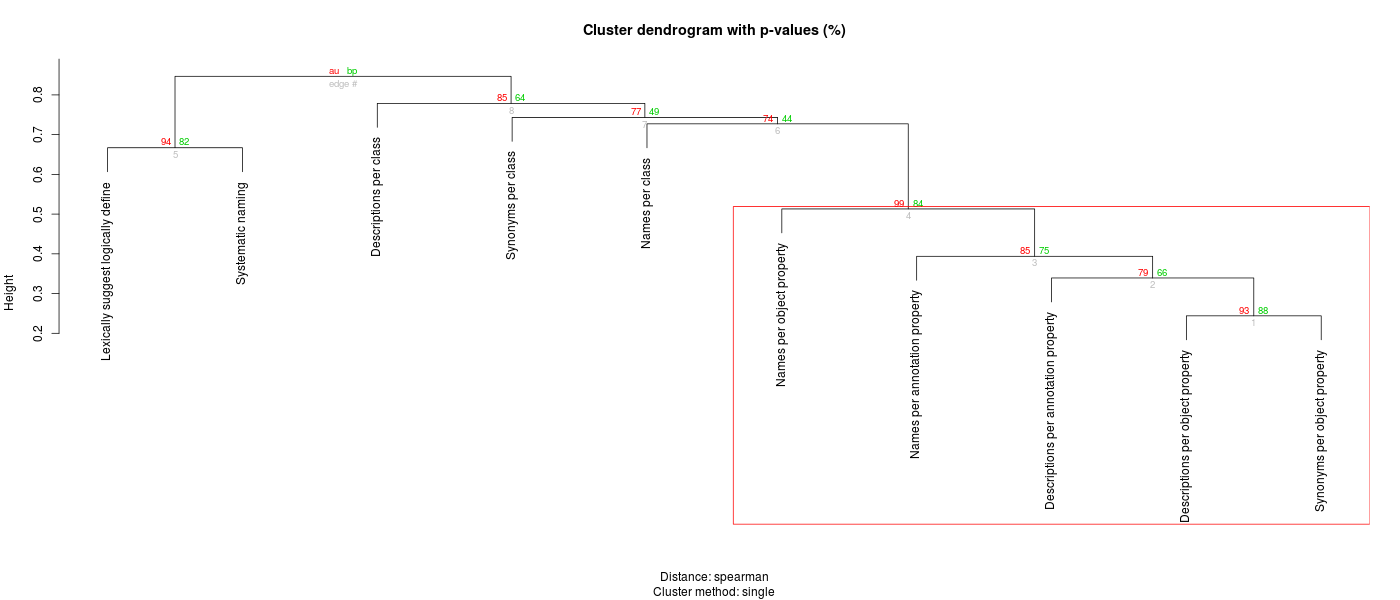 Cluster dendrogram with p-values (%)
au bp
edge #
85 64
8
77 49
7
74 44
6
94 82
5
99 84
4
85 75
3
79 66
2
93 88
1
Height
0.8
0.7
0.6
0.5
0.4
0.3
0.2
Lexically suggest logically define
Systematic naming
Descriptions per class
Synonyms per class
Names per class
Names per object property
Names per annotation property
Descriptions per annotation property
Descriptions per object property
Synonyms per object property
Distance: spearman
Cluster method: single